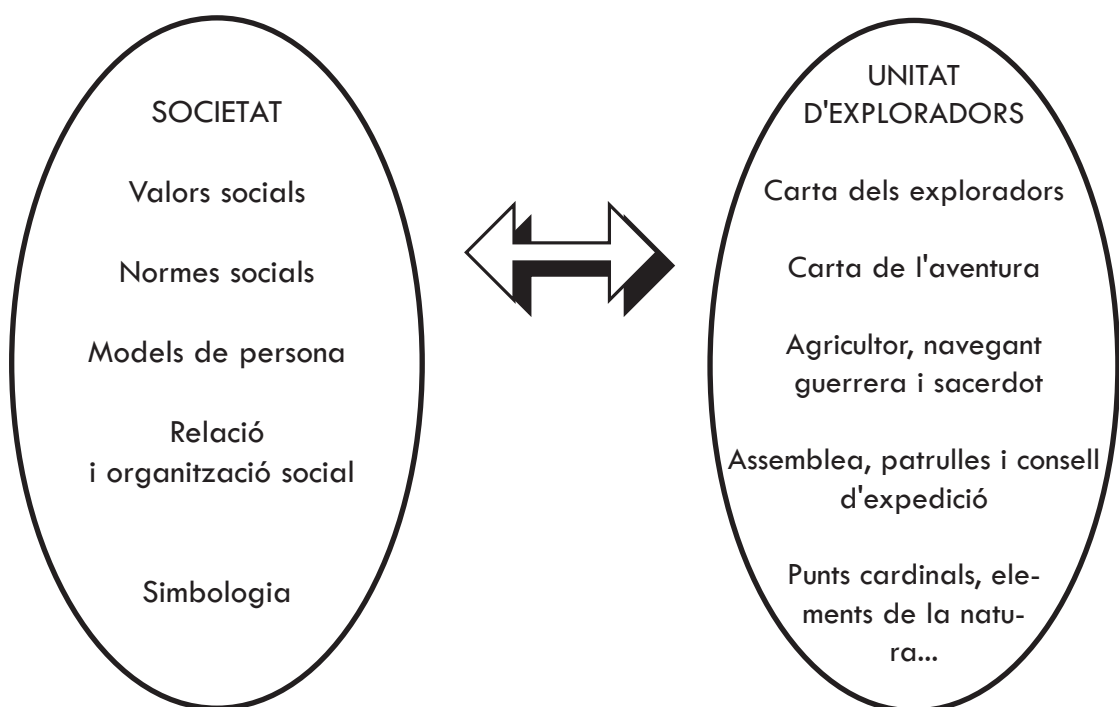 SOCIETAT
Valors socials
Normes socials
Models de persona
Relació
i organització social
Simbologia
UNITAT
D'EXPLORADORS
Carta dels exploradors
Carta de l'aventura
Agricultor, navegant
guerrera i sacerdot
Assemblea, patrulles i consell
d'expedició
Punts cardinals, ele-
ments de la natu-
ra...